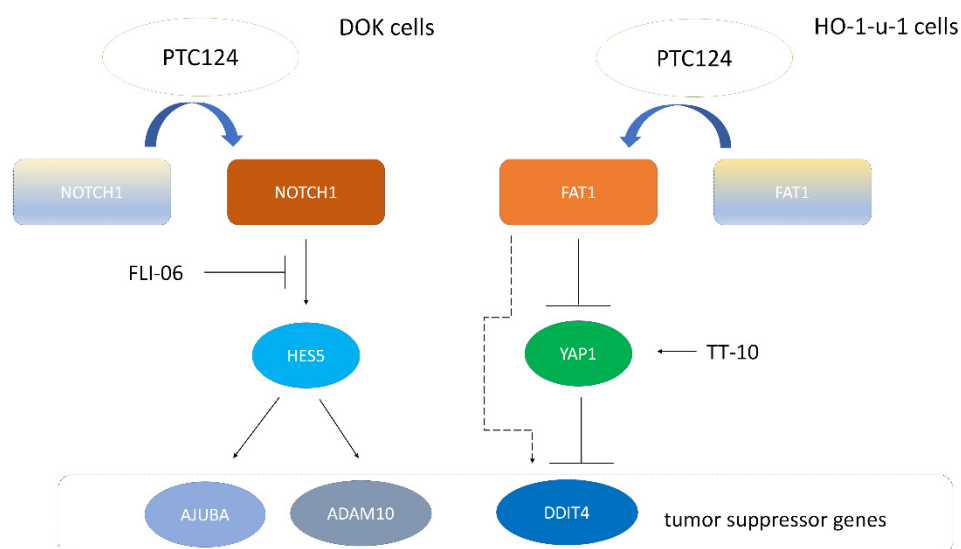 DOK cells
HO-1-u-1 cells
PTC124
PTC124
NOTCH1
NOTCH1
FAT1
FAT1
FLI-06
HES5
YAP1
TT-10
AJUBA
ADAM10
DDIT4
tumor suppressor genes